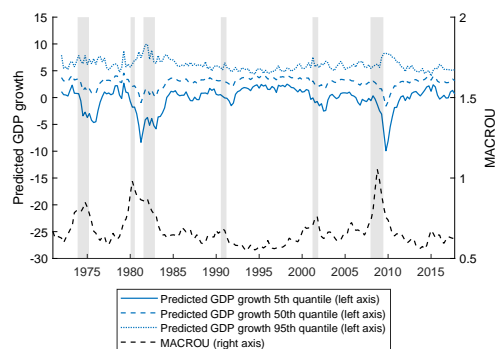 15
10
5
0
-5
-10
-15
-20
-25
-30
Predicted GDP growth
2
1.5
1
0.5
MACROU
1975 1980 1985 1990 1995 2000 2005 2010 2015
Predicted GDP growth 5th quantile (left axis)
Predicted GDP growth 50th quantile (left axis)
Predicted GDP growth 95th quantile (left axis)
MACROU (right axis)